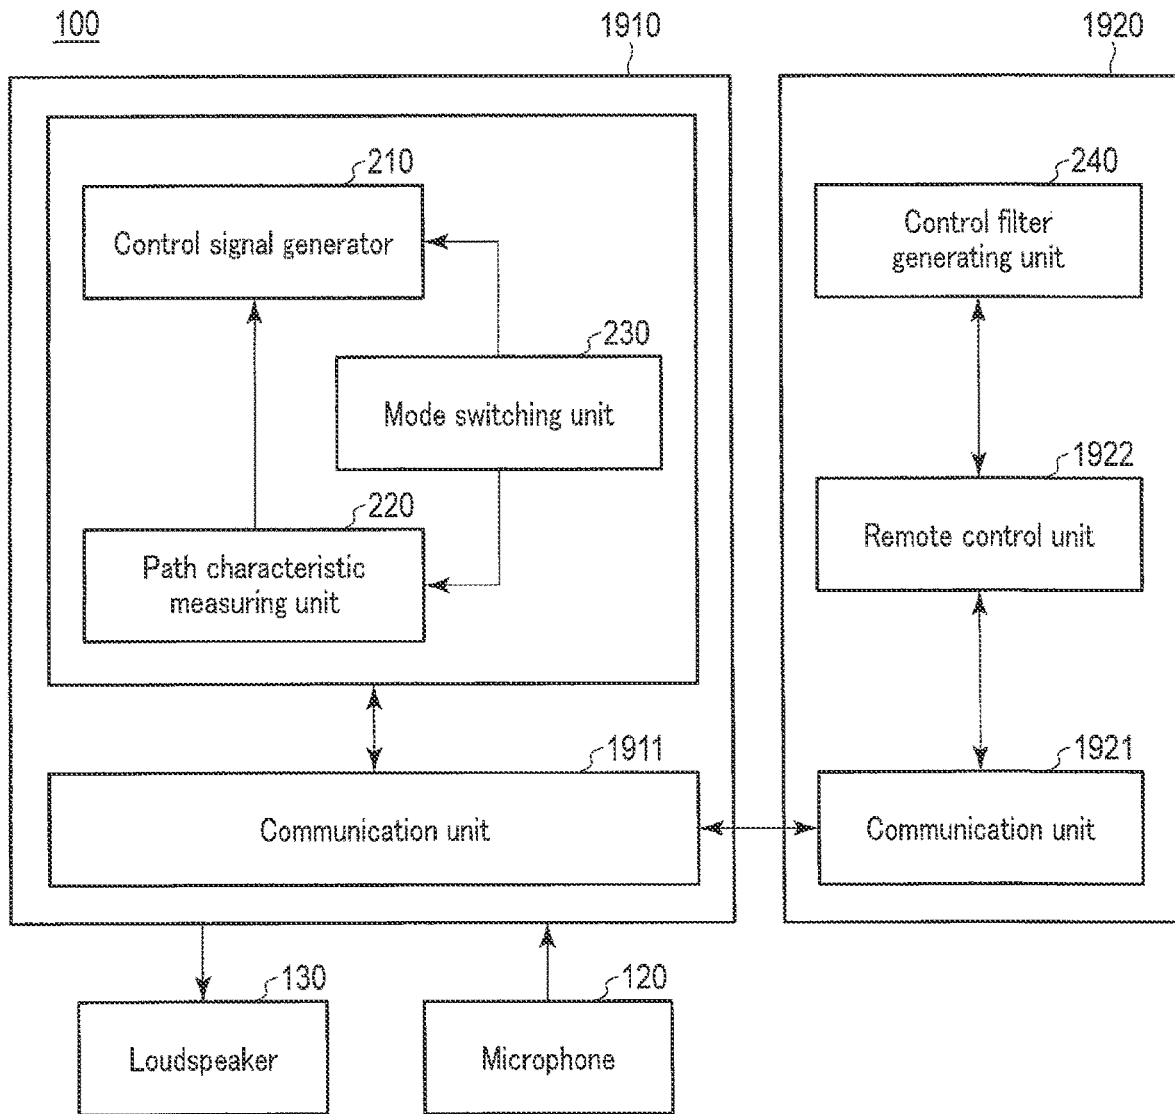 100
1910
1920
210
Control signal generator
240
Control filter
generating unit
230
Mode switching unit
220
Path characteristic
measuring unit
1922
Remote control unit
1911
Communication unit
1921
Communication unit
130
Loudspeaker
120
Microphone